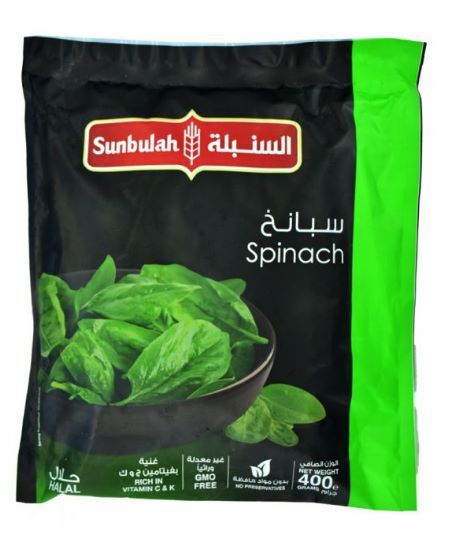 Sunbulah السنبلة
سبانخ
Spinach
حلال
HALAL
غنية
بفيتامين ج و ك
RICH IN
VITAMIN C & K
غير معدلة
وراثيا
GMO
FREE
بدون مواد حافظة
NO PRESERVATIVES
الوزن الصافي
NET WEIGHT
400 جرام
GRAMS
e